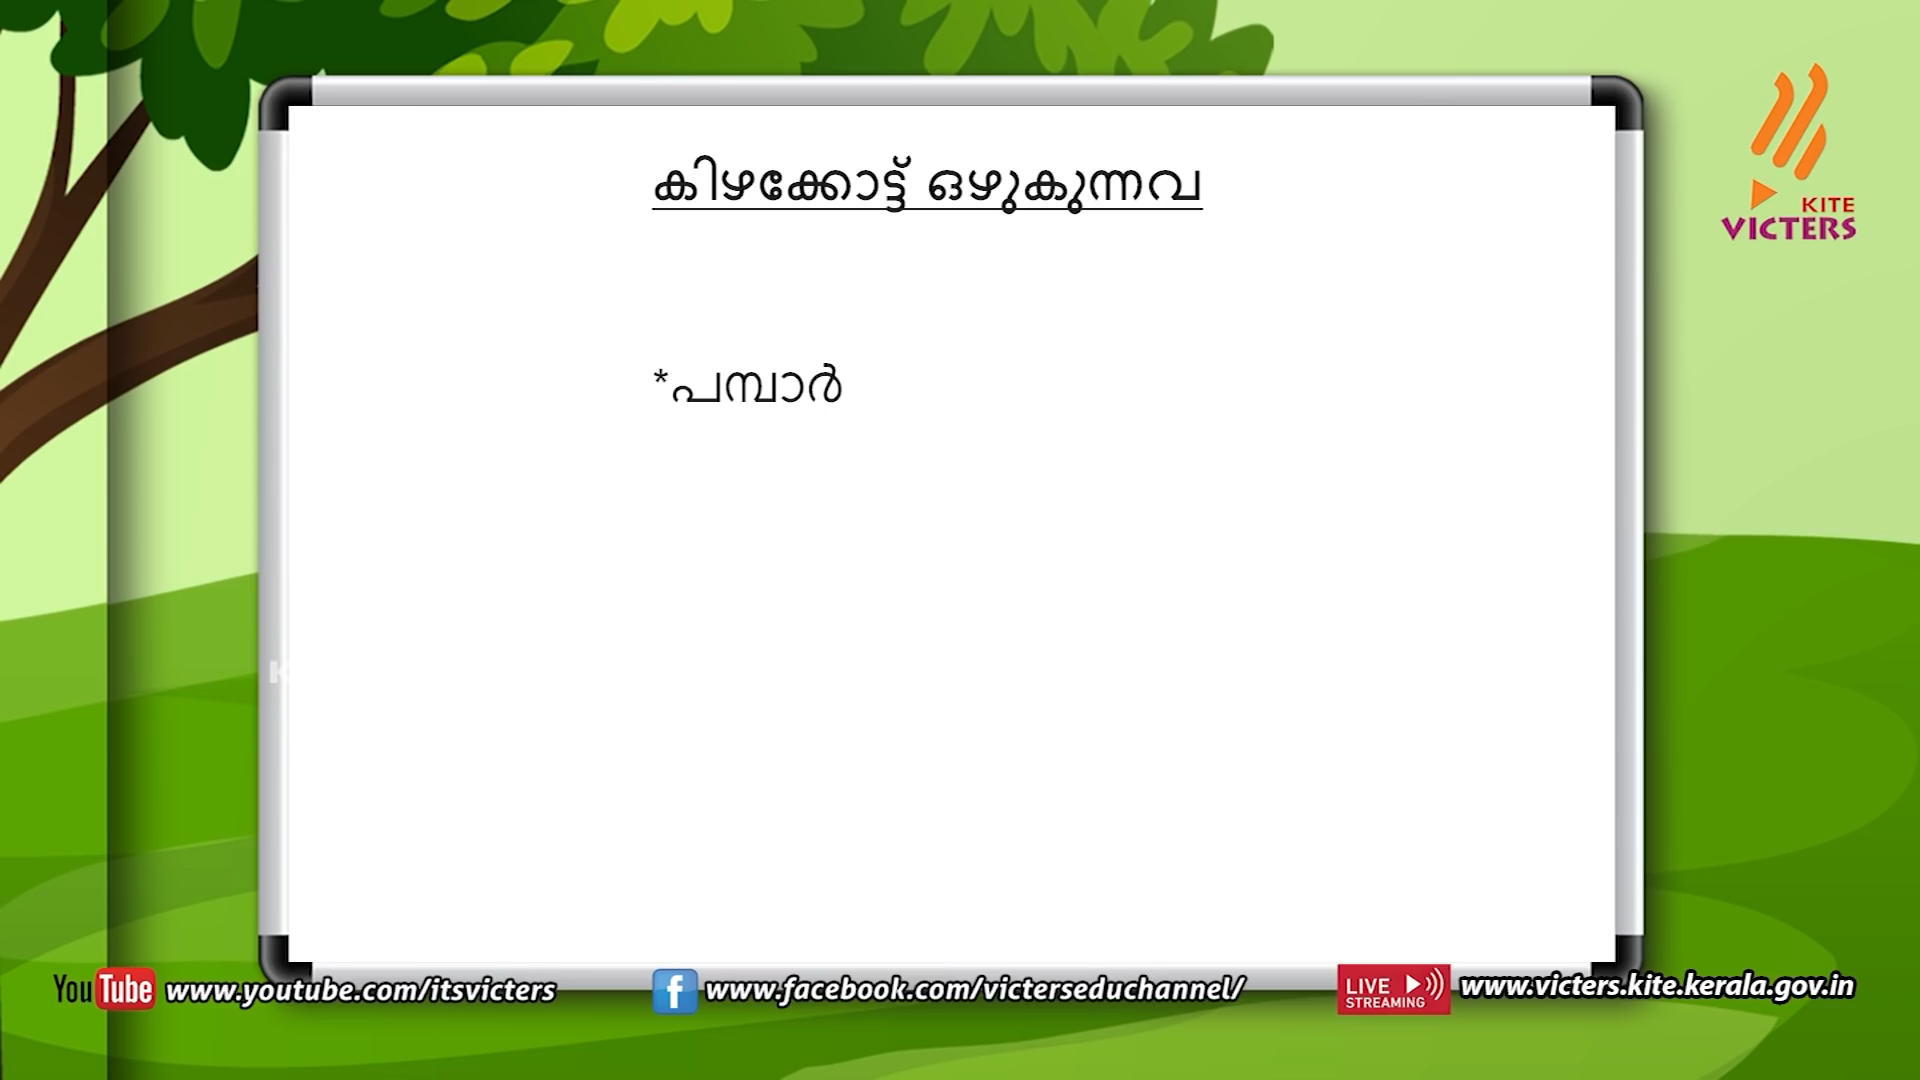 കിഴക്കോട്ട് ഒഴുകുന്നവ
*പമ്പാർ
KITE
VICTERS
K
YouTube www.youtube.com/itsvicters
f www.facebook.com/victerseduchannel/
LIVE STREAMING www.victers.kite.kerala.gov.in